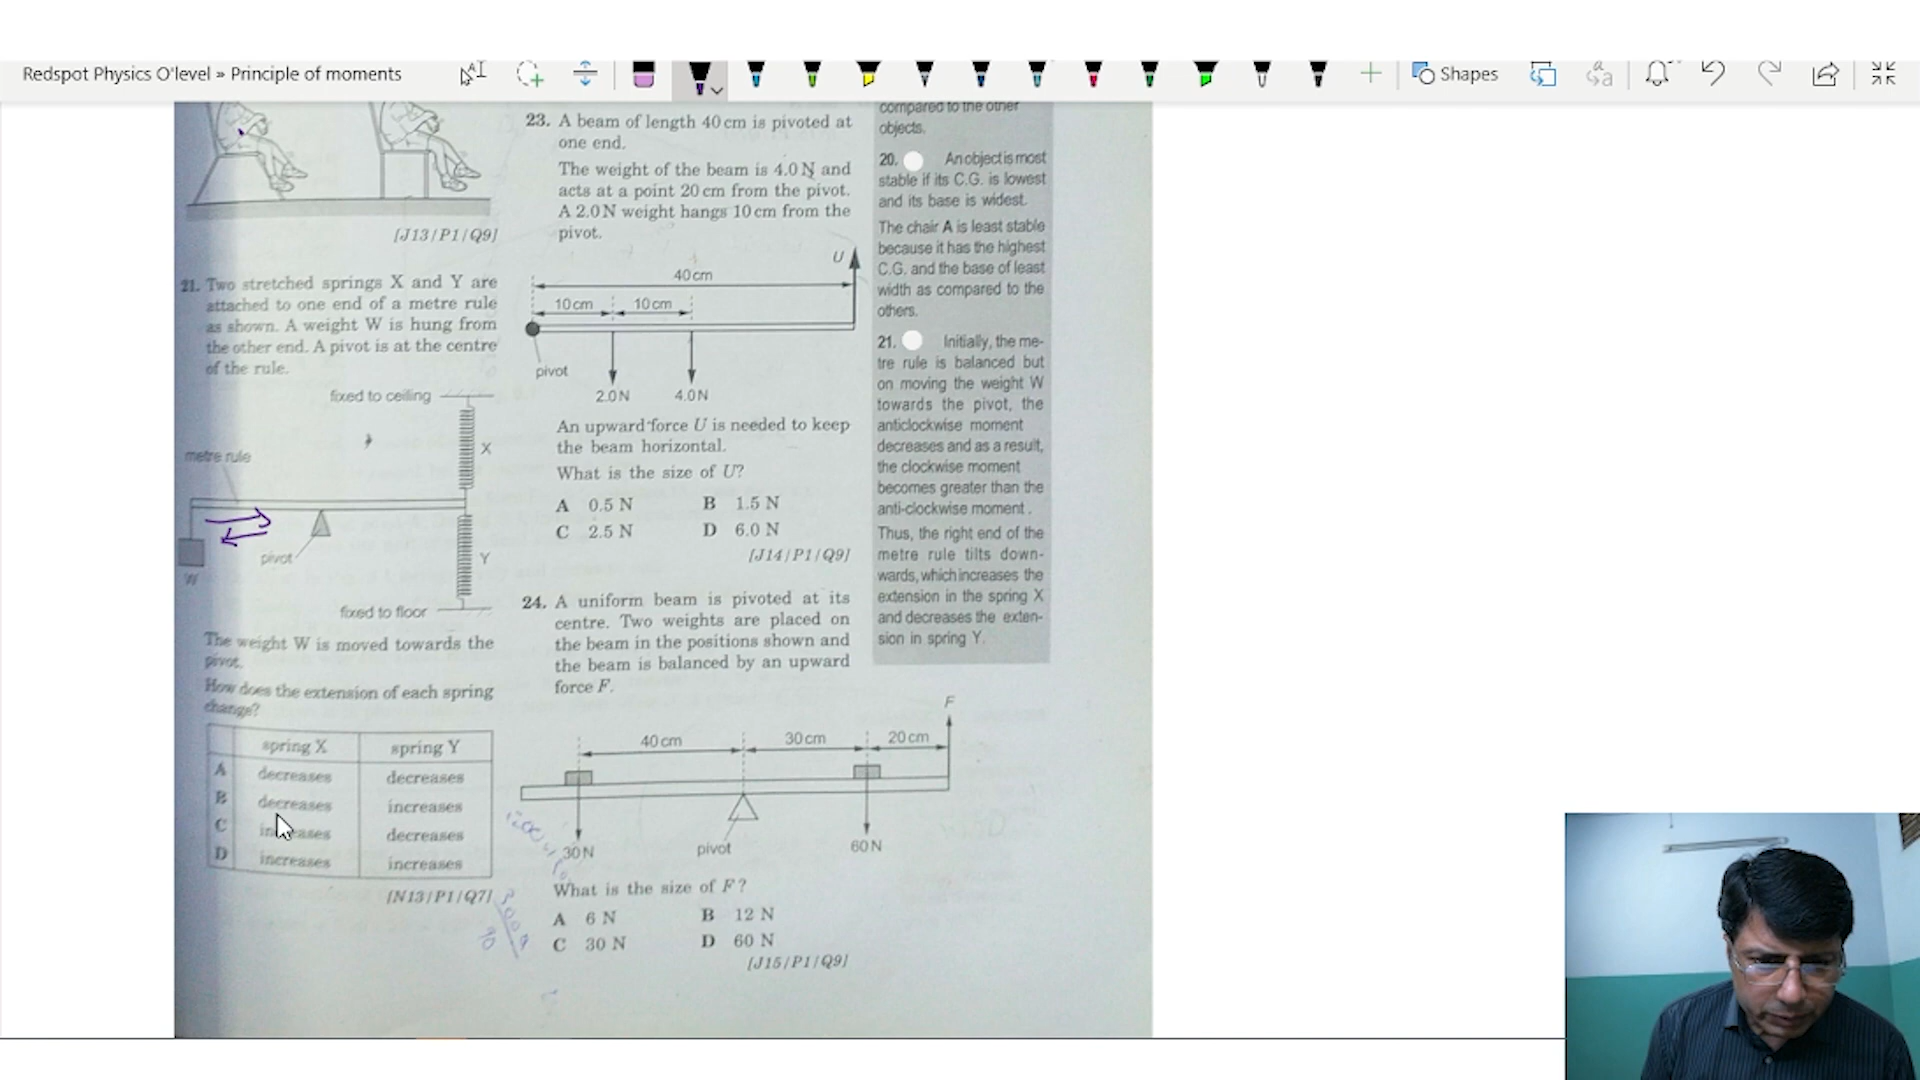 Redspot Physics O'level » Principle of moments
Shapes
[J13/P1/Q9]
21. Two stretched springs X and Y are
attached to one end of a metre rule
as shown. A weight W is hung from
the other end. A pivot is at the centre
of the rule.
fixed to ceiling
X
metre rule
pivot
Y
W
fixed to floor
The weight W is moved towards the
pivot.
How does the extension of each spring
change?
spring X spring Y
A decreases decreases
B decreases increases
C increases decreases
D increases increases
[N13/P1/Q7]
23. A beam of length 40 cm is pivoted at
one end.
The weight of the beam is 4.0 N and
acts at a point 20 cm from the pivot.
A 2.0 N weight hangs 10 cm from the
pivot.
U
40 cm
10 cm 10 cm
pivot
2.0 N 4.0 N
An upward force U is needed to keep
the beam horizontal.
What is the size of U?
A 0.5 N B 1.5 N
C 2.5 N D 6.0 N
[J14/P1/Q9]
24. A uniform beam is pivoted at its
centre. Two weights are placed on
the beam in the positions shown and
the beam is balanced by an upward
force F.
F
40 cm 30 cm 20 cm
30 N pivot 60 N
What is the size of F?
A 6 N B 12 N
C 30 N D 60 N
[J15/P1/Q9]
compared to the other
objects.
20. An object is most
stable if its C.G. is lowest
and its base is widest.
The chair A is least stable
because it has the highest
C.G. and the base of least
width as compared to the
others.
21. Initially, the me-
tre rule is balanced but
on moving the weight W
towards the pivot, the
anticlockwise moment
decreases and as a result,
the clockwise moment
becomes greater than the
anti-clockwise moment.
Thus, the right end of the
metre rule tilts down-
wards, which increases the
extension in the spring X
and decreases the exten-
sion in spring Y.